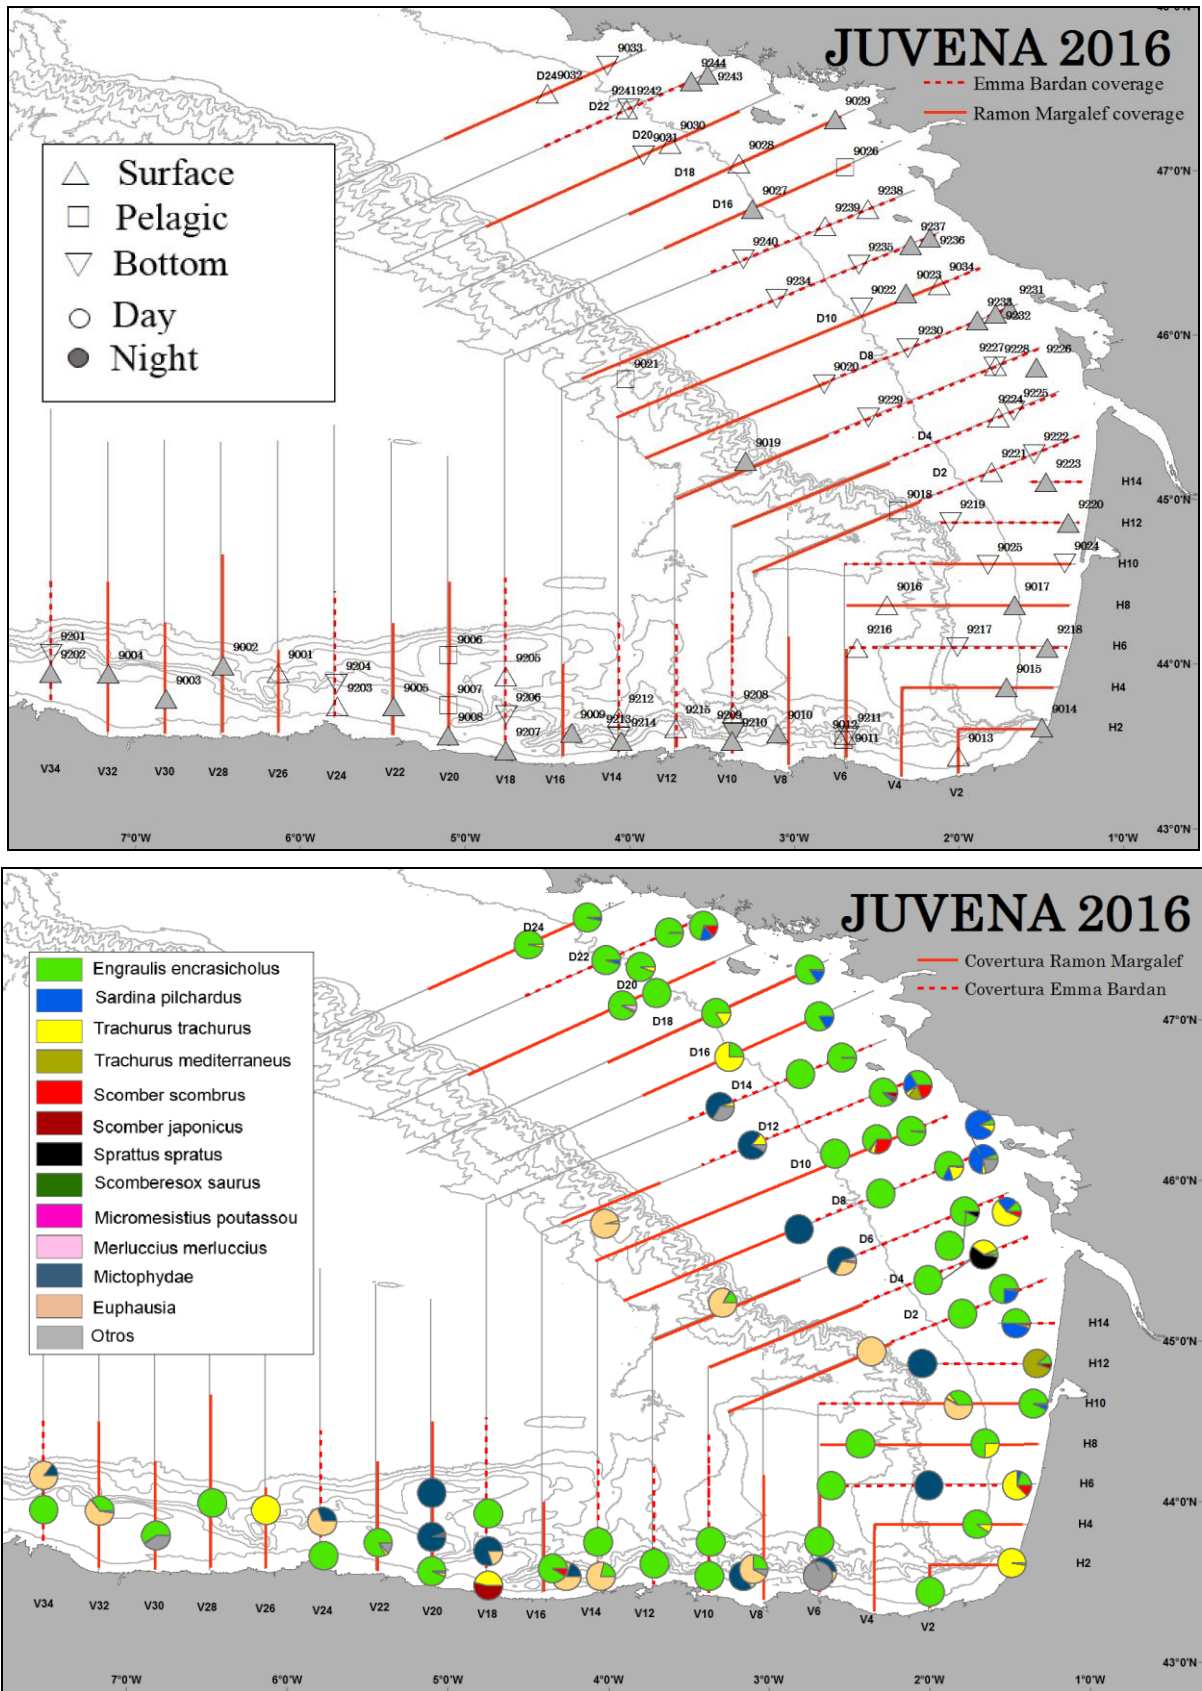 JUVENA 2016
Emma Bardan coverage
Ramon Margalef coverage
Surface
Pelagic
Bottom
Day
Night
9033
9244
9243
D249032
92419242
D22
9029
9030
D20
9031
9028
9026
D18
47°0'N
9027
D16
9238
9239
9237
9236
9240
9235
9034
9023
9234
9022
9231
9233
9232
D10
46°0'N
9230
D8
9227
9228
9226
9021
9020
9225
9229
9224
D4
9222
9019
9221
9223
D2
H14
45°0'N
9018
9219
9220
H12
9025
9024
H10
9016
9017
H8
9201
9202
9004
9002
9001
9006
9216
9217
9218
H6
44°0'N
9003
9204
9203
9205
9015
H4
9005
9007
9206
9212
9208
9014
9008
9009
9213
9214
9215
9209
9210
9010
9211
9012
9011
H2
9207
9013
V34
V32
V30
V28
V26
V24
V22
V20
V18
V16
V14
V12
V10
V8
V6
V4
V2
43°0'N
7°0'W
6°0'W
5°0'W
4°0'W
3°0'W
2°0'W
1°0'W
JUVENA 2016
Covertura Ramon Margalef
Covertura Emma Bardan
Engraulis encrasicholus
Sardina pilchardus
Trachurus trachurus
Trachurus mediterraneus
Scomber scombrus
Scomber japonicus
Sprattus spratus
Scomberesox saurus
Micromesistius poutassou
Merluccius merluccius
Mictophydae
Euphausia
Otros
D24
D22
D20
D18
47°0'N
D16
D14
D12
D10
46°0'N
D8
D6
D4
D2
H14
45°0'N
H12
H10
H8
H6
44°0'N
H4
H2
V34
V32
V30
V28
V26
V24
V22
V20
V18
V16
V14
V12
V10
V8
V6
V4
V2
43°0'N
7°0'W
6°0'W
5°0'W
4°0'W
3°0'W
2°0'W
1°0'W